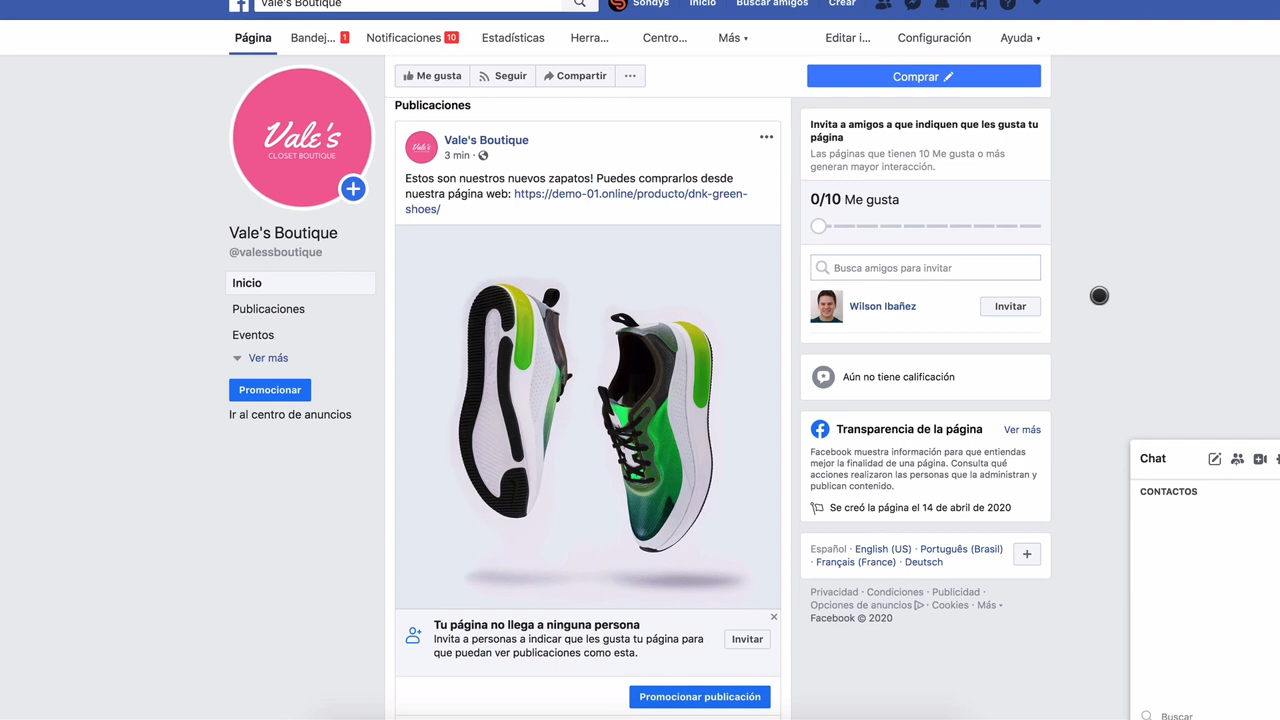 Vale's Boutique
Sondys
Inicio
Buscar amigos
Crear
Página
Bandej... 1
Notificaciones 10
Estadísticas
Herra...
Centro...
Más
Editar i...
Configuración
Ayuda
Vale's
CLOSET BOUTIQUE
Vale's Boutique
@valessboutique
Inicio
Publicaciones
Eventos
Ver más
Promocionar
Ir al centro de anuncios
Me gusta
Seguir
Compartir
Comprar
Publicaciones
Vale's
Vale's Boutique
3 min ·
Estos son nuestros nuevos zapatos! Puedes comprarlos desde
nuestra página web: https://demo-01.online/producto/dnk-green-
shoes/
Tu página no llega a ninguna persona
Invita a personas a indicar que les gusta tu página para
que puedan ver publicaciones como esta.
Invitar
Promocionar publicación
Invita a amigos a que indiquen que les gusta tu
página
Las páginas que tienen 10 Me gusta o más
generan mayor interacción.
0/10 Me gusta
Busca amigos para invitar
Wilson Ibañez
Invitar
Aún no tiene calificación
Transparencia de la página
Ver más
Facebook muestra información para que entiendas
mejor la finalidad de una página. Consulta qué
acciones realizaron las personas que la administran y
publican contenido.
Se creó la página el 14 de abril de 2020
Español · English (US) · Português (Brasil)
· Français (France) · Deutsch
Privacidad · Condiciones · Publicidad ·
Opciones de anuncios · Cookies · Más
Facebook © 2020
Chat
CONTACTOS
Buscar